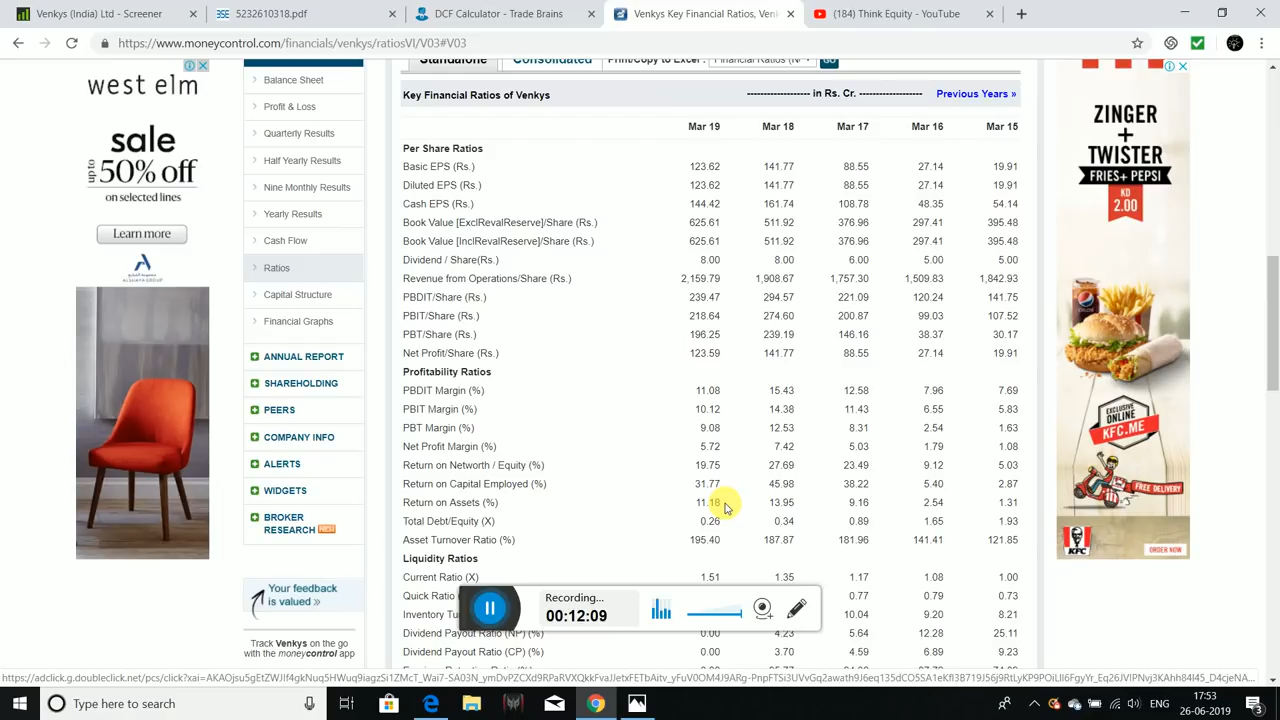 Venkys (India) Ltd - Screener
5232610318.pdf
DCF Calculator - Trade Brains
Venkys Key Financial Ratios, Ven
(184) Think Equity - YouTube
https://www.moneycontrol.com/financials/venkys/ratiosVI/V03#V03
Standalone Consolidated Print/Copy to Excel : Financial Ratios (N GO
Key Financial Ratios of Venkys ------------------- in Rs. Cr. ------------------- Previous Years »
Mar 19 Mar 18 Mar 17 Mar 16 Mar 15
Per Share Ratios
Basic EPS (Rs.) 123.62 141.77 88.55 27.14 19.91
Diluted EPS (Rs.) 123.62 141.77 88.55 27.14 19.91
Cash EPS (Rs.) 144.42 161.74 108.78 48.35 54.14
Book Value [ExclRevalReserve]/Share (Rs.) 625.61 511.92 376.96 297.41 395.48
Book Value [InclRevalReserve]/Share (Rs.) 625.61 511.92 376.96 297.41 395.48
Dividend / Share(Rs.) 8.00 8.00 6.00 5.00 5.00
Revenue from Operations/Share (Rs.) 2,159.79 1,908.67 1,757.30 1,509.83 1,842.93
PBDIT/Share (Rs.) 239.47 294.57 221.09 120.24 141.75
PBIT/Share (Rs.) 218.64 274.60 200.87 99.03 107.52
PBT/Share (Rs.) 196.25 239.19 146.16 38.37 30.17
Net Profit/Share (Rs.) 123.59 141.77 88.55 27.14 19.91
Profitability Ratios
PBDIT Margin (%) 11.08 15.43 12.58 7.96 7.69
PBIT Margin (%) 10.12 14.38 11.43 6.55 5.83
PBT Margin (%) 9.08 12.53 8.31 2.54 1.63
Net Profit Margin (%) 5.72 7.42 5.03 1.79 1.08
Return on Networth / Equity (%) 19.75 27.69 23.49 9.12 5.03
Return on Capital Employed (%) 31.77 45.98 38.22 5.40 2.87
Return on Assets (%) 11.18 13.95 9.16 2.54 1.31
Total Debt/Equity (X) 0.26 0.34 0.89 1.65 1.93
Asset Turnover Ratio (%) 195.40 187.87 181.96 141.41 121.85
Liquidity Ratios
Current Ratio (X) 1.51 1.35 1.17 1.08 1.00
Quick Ratio 0.77 0.79 0.73
Inventory Tu 10.04 9.20 8.21
Dividend Payout Ratio (NP) (%) 0.00 4.23 5.64 12.28 25.11
Dividend Payout Ratio (CP) (%) 0.00 3.70 4.59 6.89 9.23
Recording...
00:12:09
Balance Sheet
Profit & Loss
Quarterly Results
Half Yearly Results
Nine Monthly Results
Yearly Results
Cash Flow
Ratios
Capital Structure
Financial Graphs
ANNUAL REPORT
SHAREHOLDING
PEERS
COMPANY INFO
ALERTS
WIDGETS
BROKER
RESEARCH
Your feedback
is valued »
Track Venkys on the go
with the moneycontrol app
west elm
sale
up to 50% off
on selected lines
Learn more
ZINGER
+
TWISTER
FRIES+ PEPSI
KD
2.00
EXCLUSIVE
ONLINE
KFC.ME
FREE DELIVERY
KFC
ORDER NOW
Type here to search
17:53
26-06-2019
3